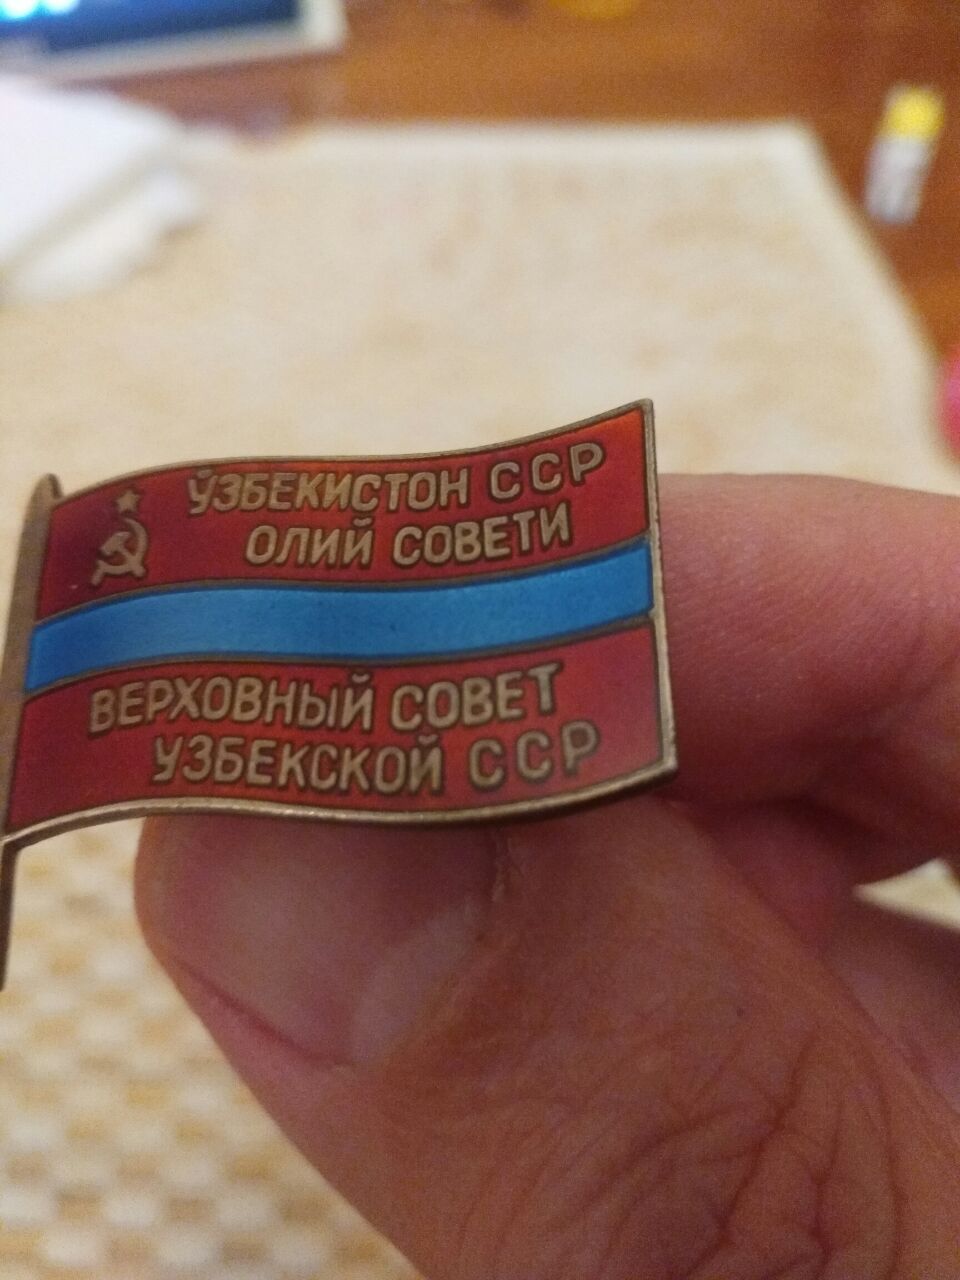 ЎЗБЕКИСТОН ССР
ОЛИЙ СОВЕТИ
ВЕРХОВНЫЙ СОВЕТ
УЗБЕКСКОЙ ССР